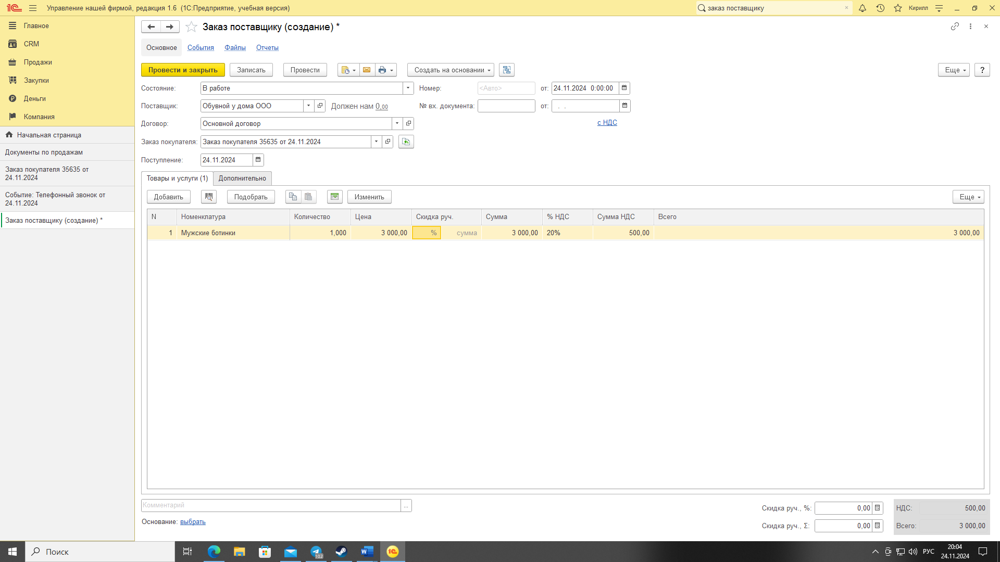 1С Управление нашей фирмой, редакция 1.6 (1С:Предприятие, учебная версия)
заказ поставщику
Кирилл
Главное
CRM
Продажи
Закупки
Деньги
Компания
Начальная страница
Документы по продажам
Заказ покупателя 35635 от
24.11.2024
Событие: Телефонный звонок от
24.11.2024
Заказ поставщику (создание) *
Заказ поставщику (создание) *
Основное События Файлы Отчеты
Провести и закрыть Записать Провести Создать на основании Еще ?
Состояние: В работе Номер: <Авто> от: 24.11.2024 0:00:00
Поставщик: Обувной у дома ООО Должен нам 0,00 № вх. документа: от: . .
Договор: Основной договор с НДС
Заказ покупателя: Заказ покупателя 35635 от 24.11.2024
Поступление: 24.11.2024
Товары и услуги (1) Дополнительно
Добавить Подобрать Изменить Еще
N Номенклатура Количество Цена Скидка руч. Сумма % НДС Сумма НДС Всего
1 Мужские ботинки 1,000 3 000,00 % сумма 3 000,00 20% 500,00 3 000,00
Комментарий ...
Основание: выбрать
Скидка руч., %: 0,00 НДС: 500,00
Скидка руч., Σ: 0,00 Всего: 3 000,00
Поиск
102
РУС
20:04
24.11.2024